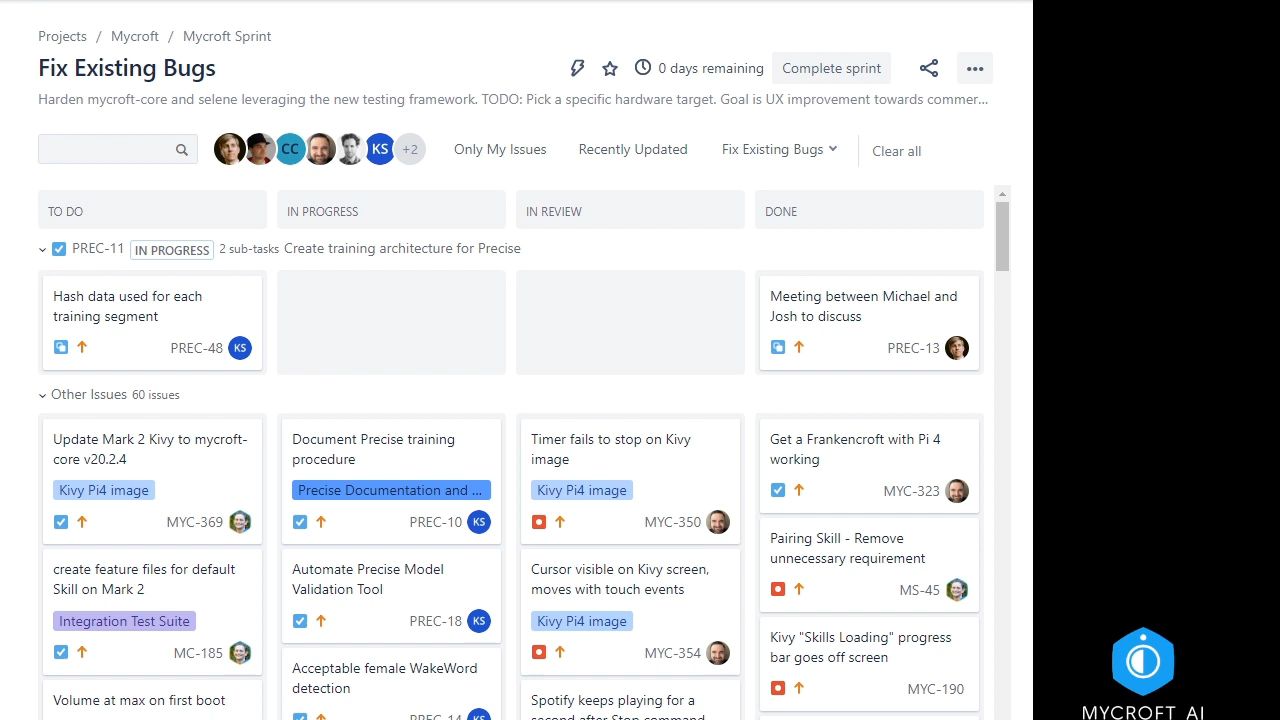 Projects / Mycroft / Mycroft Sprint
Fix Existing Bugs
0 days remaining
Complete sprint
Harden mycroft-core and selene leveraging the new testing framework. TODO: Pick a specific hardware target. Goal is UX improvement towards commer...
CC
KS
+2
Only My Issues
Recently Updated
Fix Existing Bugs
Clear all
TO DO
IN PROGRESS
IN REVIEW
DONE
PREC-11 IN PROGRESS 2 sub-tasks Create training architecture for Precise
Hash data used for each
training segment
PREC-48 KS
Meeting between Michael and
Josh to discuss
PREC-13
Other Issues 60 issues
Update Mark 2 Kivy to mycroft-
core v20.2.4
Kivy Pi4 image
MYC-369
create feature files for default
Skill on Mark 2
Integration Test Suite
MC-185
Volume at max on first boot
Document Precise training
procedure
Precise Documentation and ...
PREC-10 KS
Automate Precise Model
Validation Tool
PREC-18 KS
Acceptable female WakeWord
detection
PREC-14 KS
Timer fails to stop on Kivy
image
Kivy Pi4 image
MYC-350
Cursor visible on Kivy screen,
moves with touch events
Kivy Pi4 image
MYC-354
Spotify keeps playing for a
second after Stop command
Get a Frankencroft with Pi 4
working
MYC-323
Pairing Skill - Remove
unnecessary requirement
MS-45
Kivy "Skills Loading" progress
bar goes off screen
MYC-190
MYCROFT AI